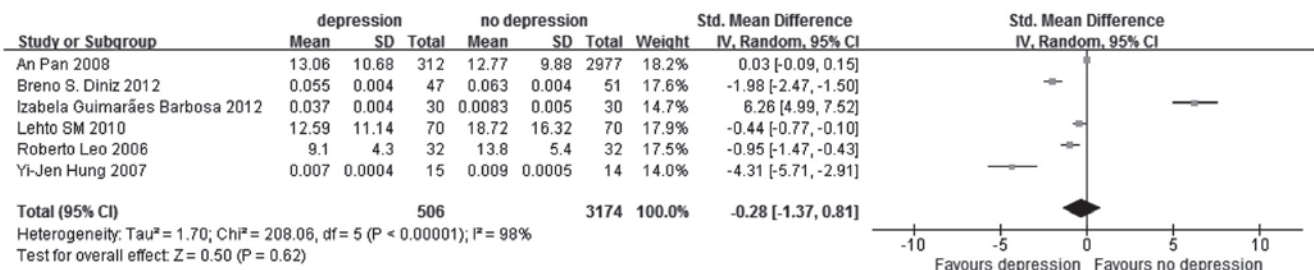 depression no depression Std. Mean Difference Std. Mean Difference
Study or Subgroup Mean SD Total Mean SD Total Weight IV, Random, 95% CI IV, Random, 95% CI
An Pan 2008 13.06 10.68 312 12.77 9.88 2977 18.2% 0.03 [-0.09, 0.15]
Breno S. Diniz 2012 0.055 0.004 47 0.063 0.004 51 17.6% -1.98 [-2.47, -1.50]
Izabela Guimarães Barbosa 2012 0.037 0.004 30 0.0083 0.005 30 14.7% 6.26 [4.99, 7.52]
Lehto SM 2010 12.59 11.14 70 18.72 16.32 70 17.9% -0.44 [-0.77, -0.10]
Roberto Leo 2006 9.1 4.3 32 13.8 5.4 32 17.5% -0.95 [-1.47, -0.43]
Yi-Jen Hung 2007 0.007 0.0004 15 0.009 0.0005 14 14.0% -4.31 [-5.71, -2.91]
Total (95% CI) 506 3174 100.0% -0.28 [-1.37, 0.81]
Heterogeneity: Tau² = 1.70; Chi² = 208.06, df = 5 (P < 0.00001); I² = 98%
Test for overall effect: Z = 0.50 (P = 0.62)
-10 -5 0 5 10
Favours depression Favours no depression